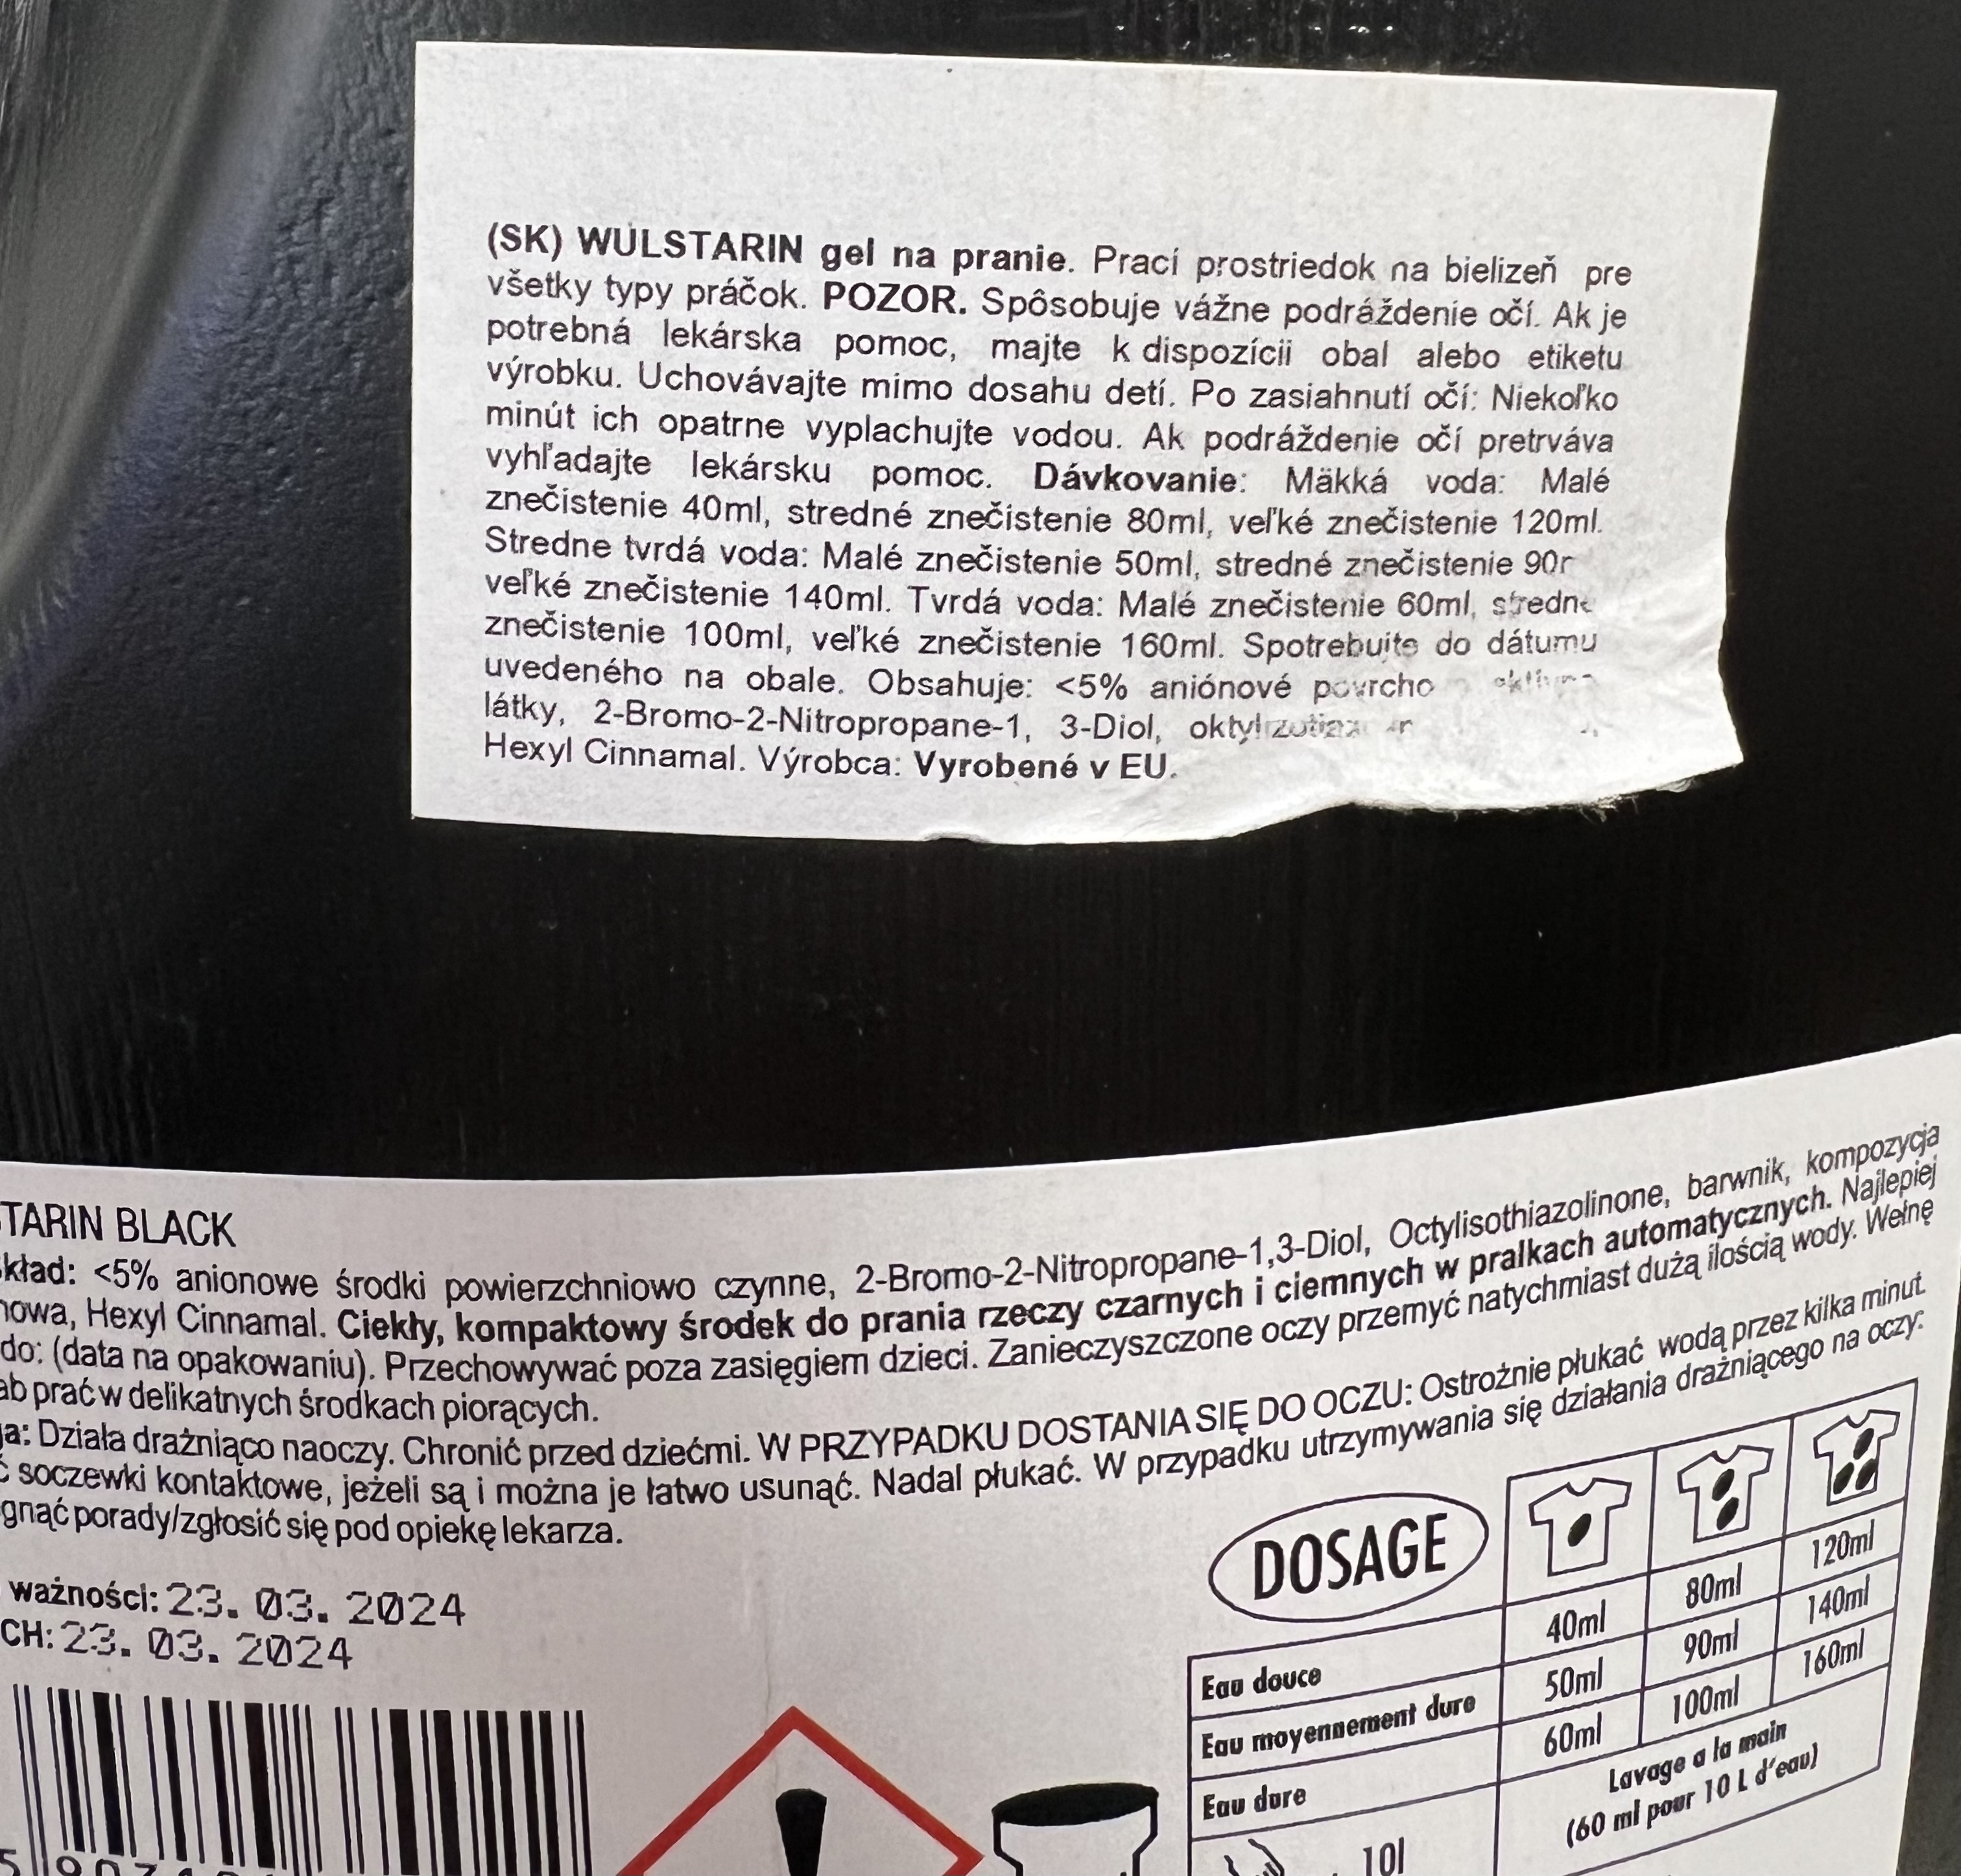 (SK) WULSTARIN gel na pranie. Prací prostriedok na bielizeň pre
všetky typy práčok. POZOR. Spôsobuje vážne podráždenie očí. Ak je
potrebná lekárska pomoc, majte k dispozícii obal alebo etiketu
výrobku. Uchovávajte mimo dosahu detí. Po zasiahnutí očí: Niekoľko
minút ich opatrne vyplachujte vodou. Ak podráždenie očí pretrváva
vyhľadajte lekársku pomoc. Dávkovanie: Mäkká voda: Malé
znečistenie 40ml, stredné znečistenie 80ml, veľké znečistenie 120ml.
Stredne tvrdá voda: Malé znečistenie 50ml, stredné znečistenie
veľké znečistenie 140ml. Tvrdá voda: Malé znečistenie 60ml,
znečistenie 100ml, veľké znečistenie 160ml. Spotrebujte do dátumu
uvedeného na obale. Obsahuje: <5% aniónové
látky, 2-Bromo-2-Nitropropane-1, 3-Diol,
Hexyl Cinnamal. Výrobca: Vyrobené v EU.
TARIN BLACK
kład: <5% anionowe środki powierzchniowo czynne, 2-Bromo-2-Nitropropane-1,3-Diol, Octylisothiazolinone, barwnik, kompozycja
owa, Hexyl Cinnamal. Ciekły, kompaktowy środek do prania rzeczy czarnych i ciemnych w pralkach automatycznych. Najlepiej
do: (data na opakowaniu). Przechowywać poza zasięgiem dzieci. Zanieczyszczone oczy przemyć natychmiast dużą ilością wody. Wełnę
ab prać w delikatnych środkach piorących.
a: Działa drażniąco naoczy. Chronić przed dziećmi. W PRZYPADKU DOSTANIA SIĘ DO OCZU: Ostrożnie płukać wodą przez kilka minut.
ć soczewki kontaktowe, jeżeli są i można je łatwo usunąć. Nadal płukać. W przypadku utrzymywania się działania drażniącego na oczy:
gnąć porady/zgłosić się pod opiekę lekarza.
ważności: 23. 03. 2024
CH: 23. 03. 2024
DOSAGE
Eau douce 40ml 80ml 120ml
Eau moyennement dure 50ml 90ml 140ml
Eau dure 60ml 100ml 160ml
10l
Lavage a la main
(60 ml pour 10 L d'eau)